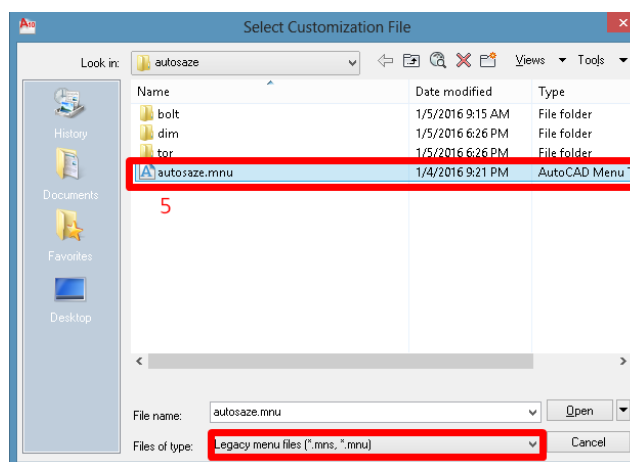 A10 Select Customization File
Look in: autosaze Views Tools
Name Date modified Type
bolt 1/5/2016 9:15 AM File folder
dim 1/5/2016 6:26 PM File folder
tor 1/5/2016 6:26 PM File folder
autosaze.mnu 1/4/2016 9:21 PM AutoCAD Menu
5
History
Documents
Favorites
Desktop
File name: autosaze.mnu Open
Files of type: Legacy menu files (*.mns, *.mnu) Cancel